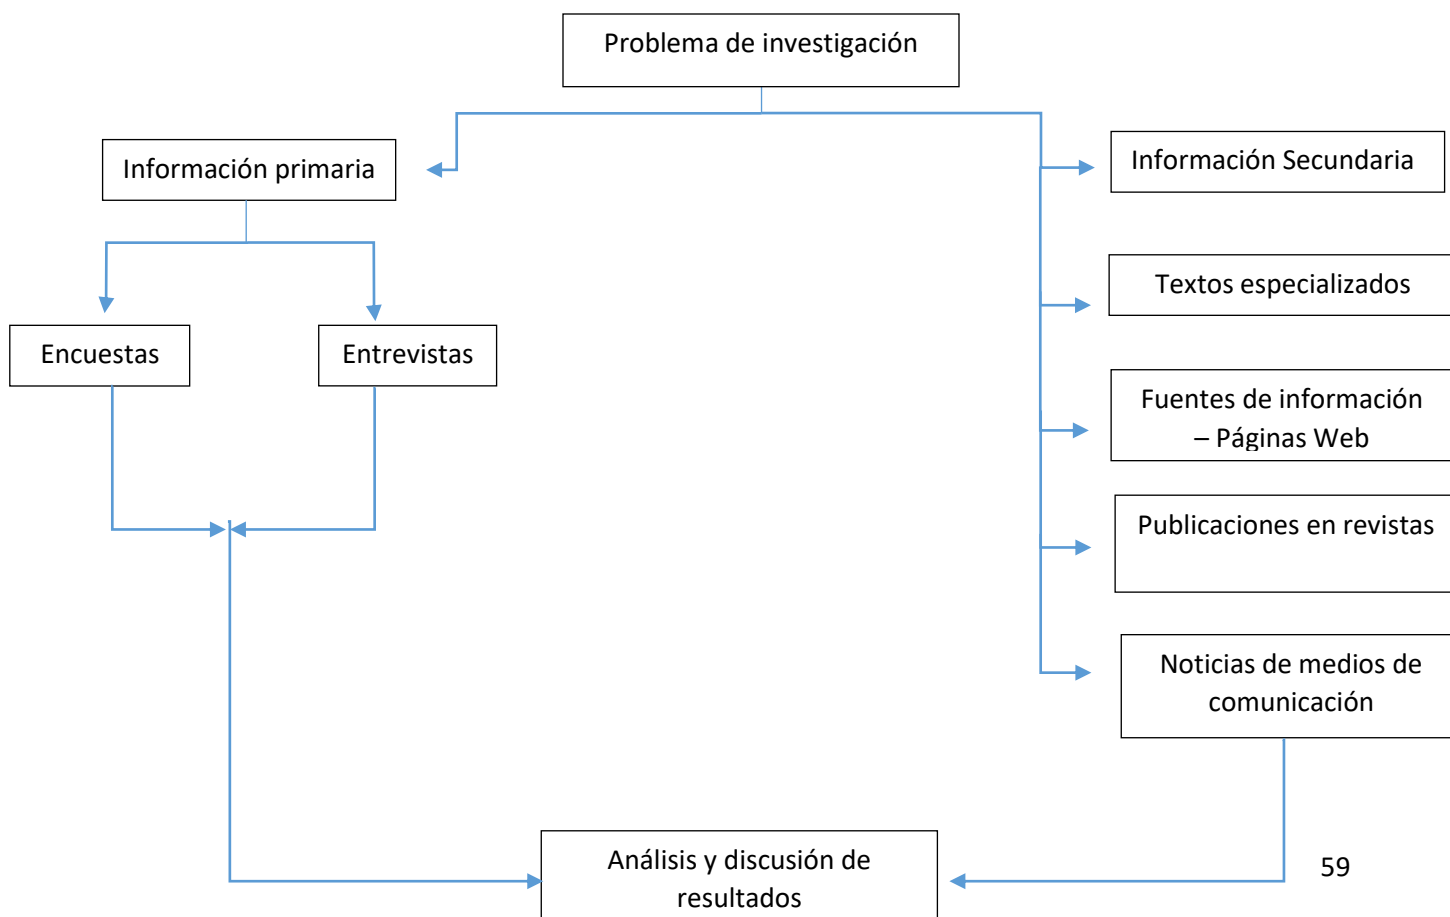 Problema de investigación
Información primaria
Información Secundaria
Encuestas
Entrevistas
Textos especializados
Fuentes de información
– Páginas Web
Publicaciones en revistas
Noticias de medios de
comunicación
Análisis y discusión de
resultados
59